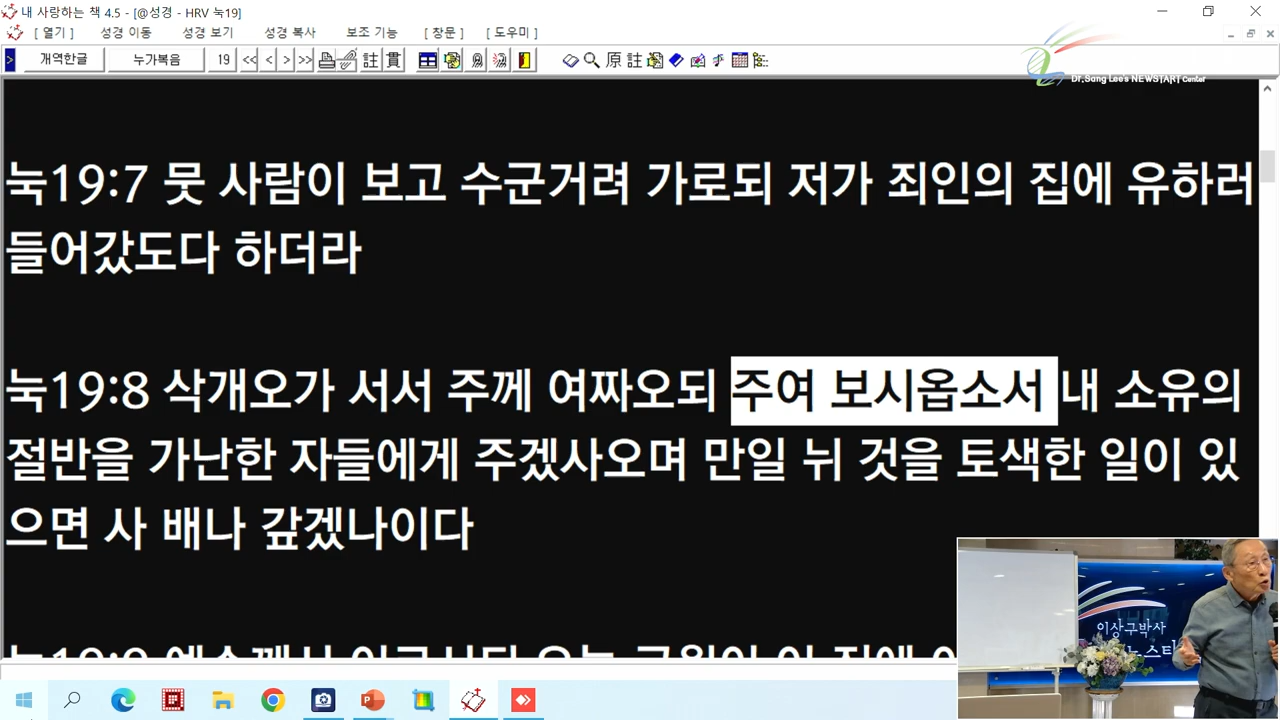 내 사랑하는 책 4.5 - [@성경 - HRV 눅19]
[ 열기 ] 성경 이동 성경 보기 성경 복사 보조 기능 [ 창문 ] [ 도우미 ]
개역한글 누가복음 19 << < > >> 註 貫 原 註
Dr.Sang Lee's NEWSTART Center
눅19:7 뭇 사람이 보고 수군거려 가로되 저가 죄인의 집에 유하러
들어갔도다 하더라
눅19:8 삭개오가 서서 주께 여짜오되 주여 보시옵소서 내 소유의
절반을 가난한 자들에게 주겠사오며 만일 뉘 것을 토색한 일이 있
으면 사 배나 갚겠나이다
이상구박사